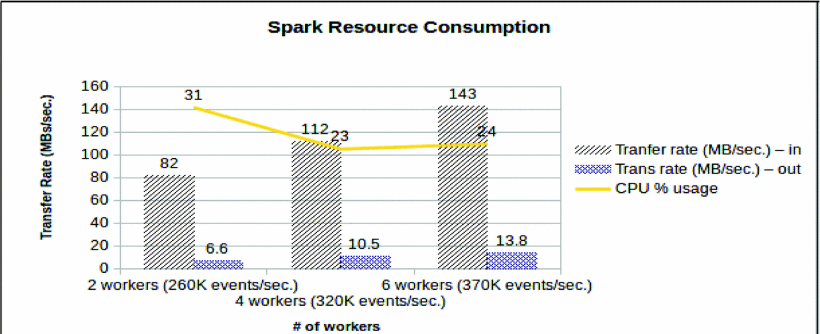 Spark Resource Consumption
Transfer Rate (MBs/sec.)
160
140
120
100
80
60
40
20
0
31
143
112
23
24
82
6.6
10.5
13.8
Tranfer rate (MB/sec.) – in
Trans rate (MB/sec.) – out
CPU % usage
2 workers (260K events/sec.)
4 workers (320K events/sec.)
6 workers (370K events/sec.)
# of workers